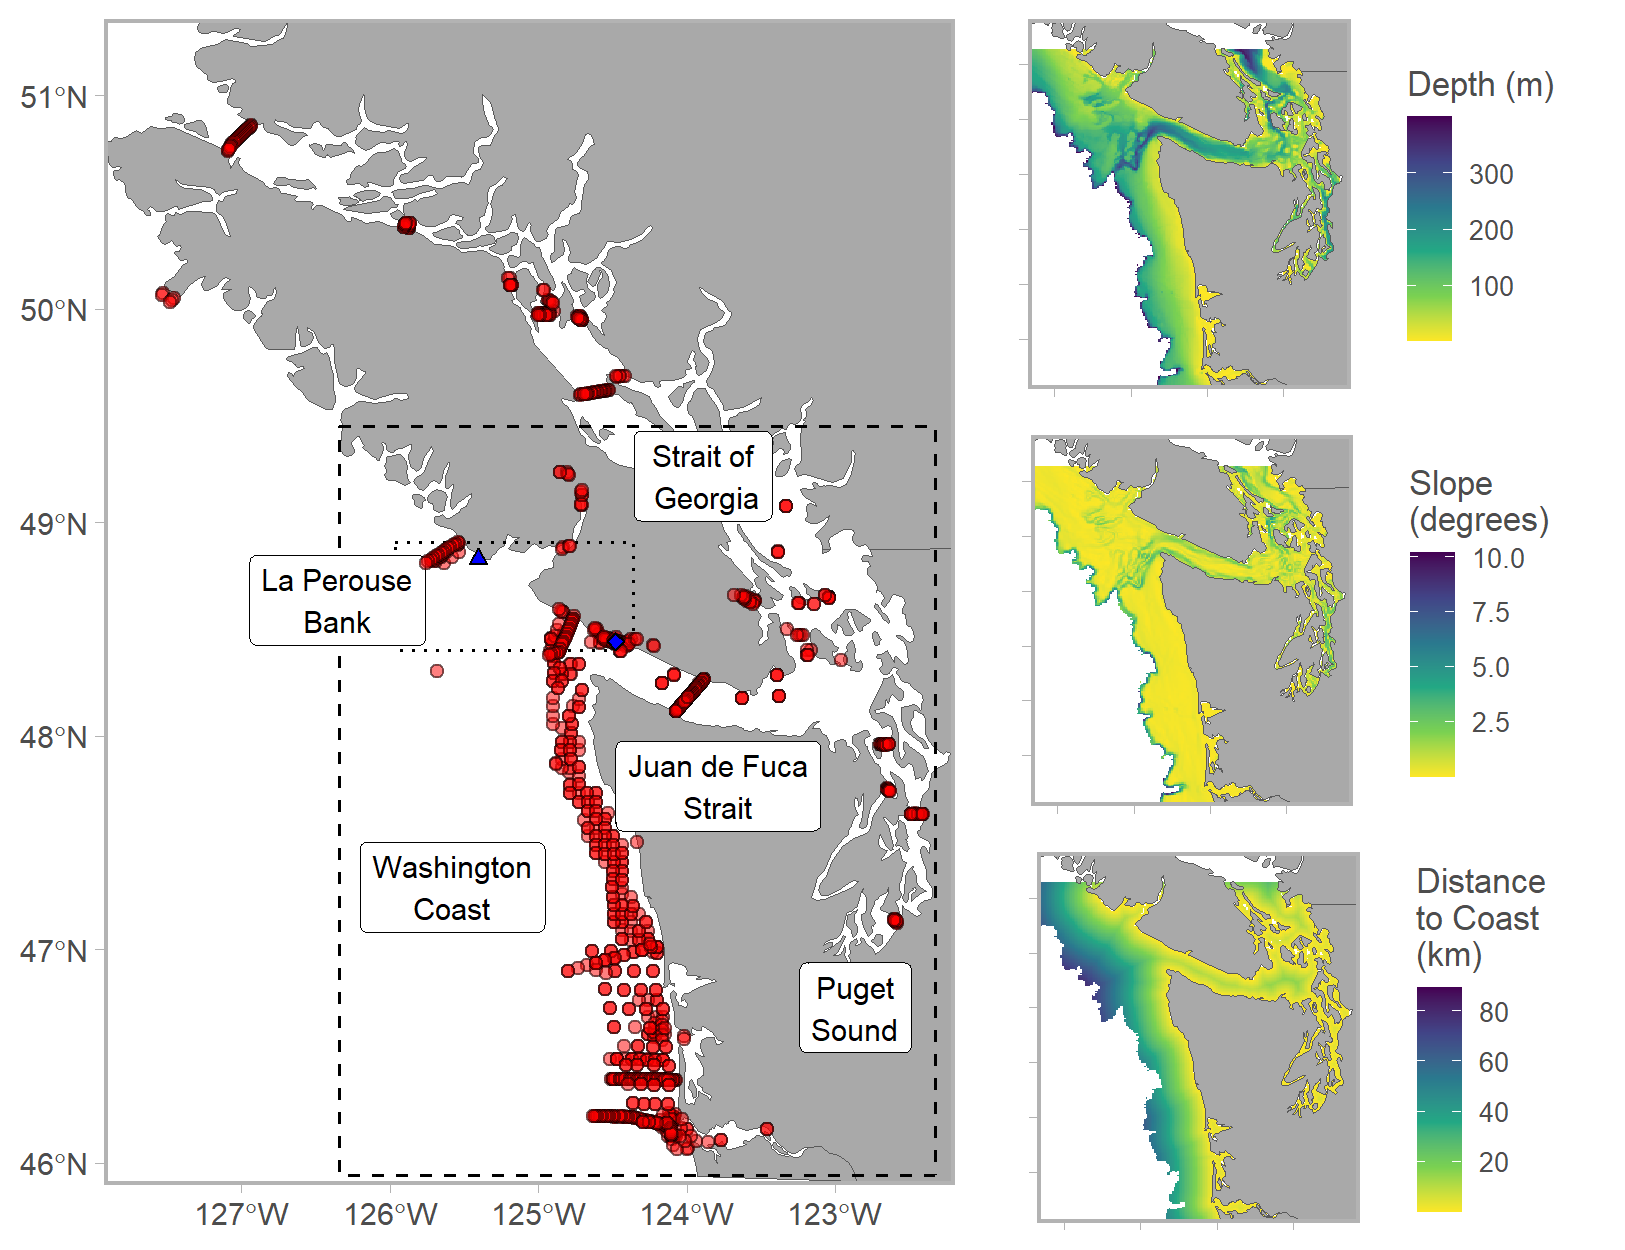 51°N
50°N
49°N
48°N
47°N
46°N
127°W
126°W
125°W
124°W
123°W
Strait of
Georgia
La Perouse
Bank
Juan de Fuca
Strait
Washington
Coast
Puget
Sound
Depth (m)
300
200
100
Slope
(degrees)
10.0
7.5
5.0
2.5
Distance
to Coast
(km)
80
60
40
20